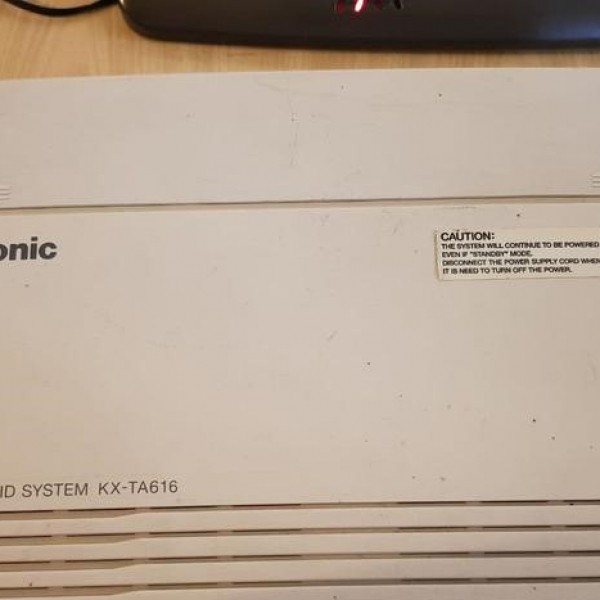 onic
CAUTION:
THE SYSTEM WILL CONTINUE TO BE POWERED
EVEN IF "STANDBY" MODE.
DISCONNECT THE POWER SUPPLY CORD WHEN
IT IS NEED TO TURN OFF THE POWER.
ID SYSTEM KX-TA616